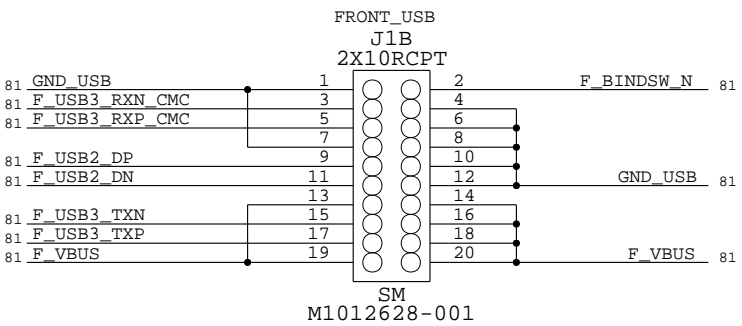 FRONT_USB
J1B
2X10RCPT
81 GND_USB 1 2 F_BINDSW_N 81
81 F_USB3_RXN_CMC 3 4
81 F_USB3_RXP_CMC 5 6
7 8
81 F_USB2_DP 9 10
81 F_USB2_DN 11 12 GND_USB 81
13 14
81 F_USB3_TXN 15 16
81 F_USB3_TXP 17 18
81 F_VBUS 19 20 F_VBUS 81
SM
M1012628-001